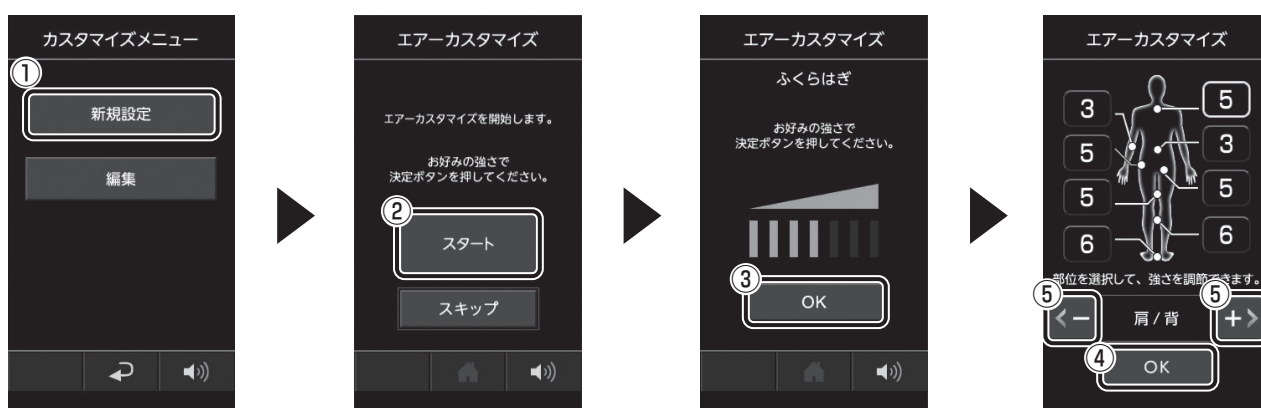 カスタマイズメニュー
①
新規設定
編集
エアーカスタマイズ
エアーカスタマイズを開始します。
お好みの強さで
決定ボタンを押してください。
②
スタート
スキップ
エアーカスタマイズ
ふくらはぎ
お好みの強さで
決定ボタンを押してください。
③
OK
エアーカスタマイズ
3 5
5 3
5 5
6 6
部位を選択して、強さを調節できます。
⑤ ⑤
<− 肩/背 +>
④
OK